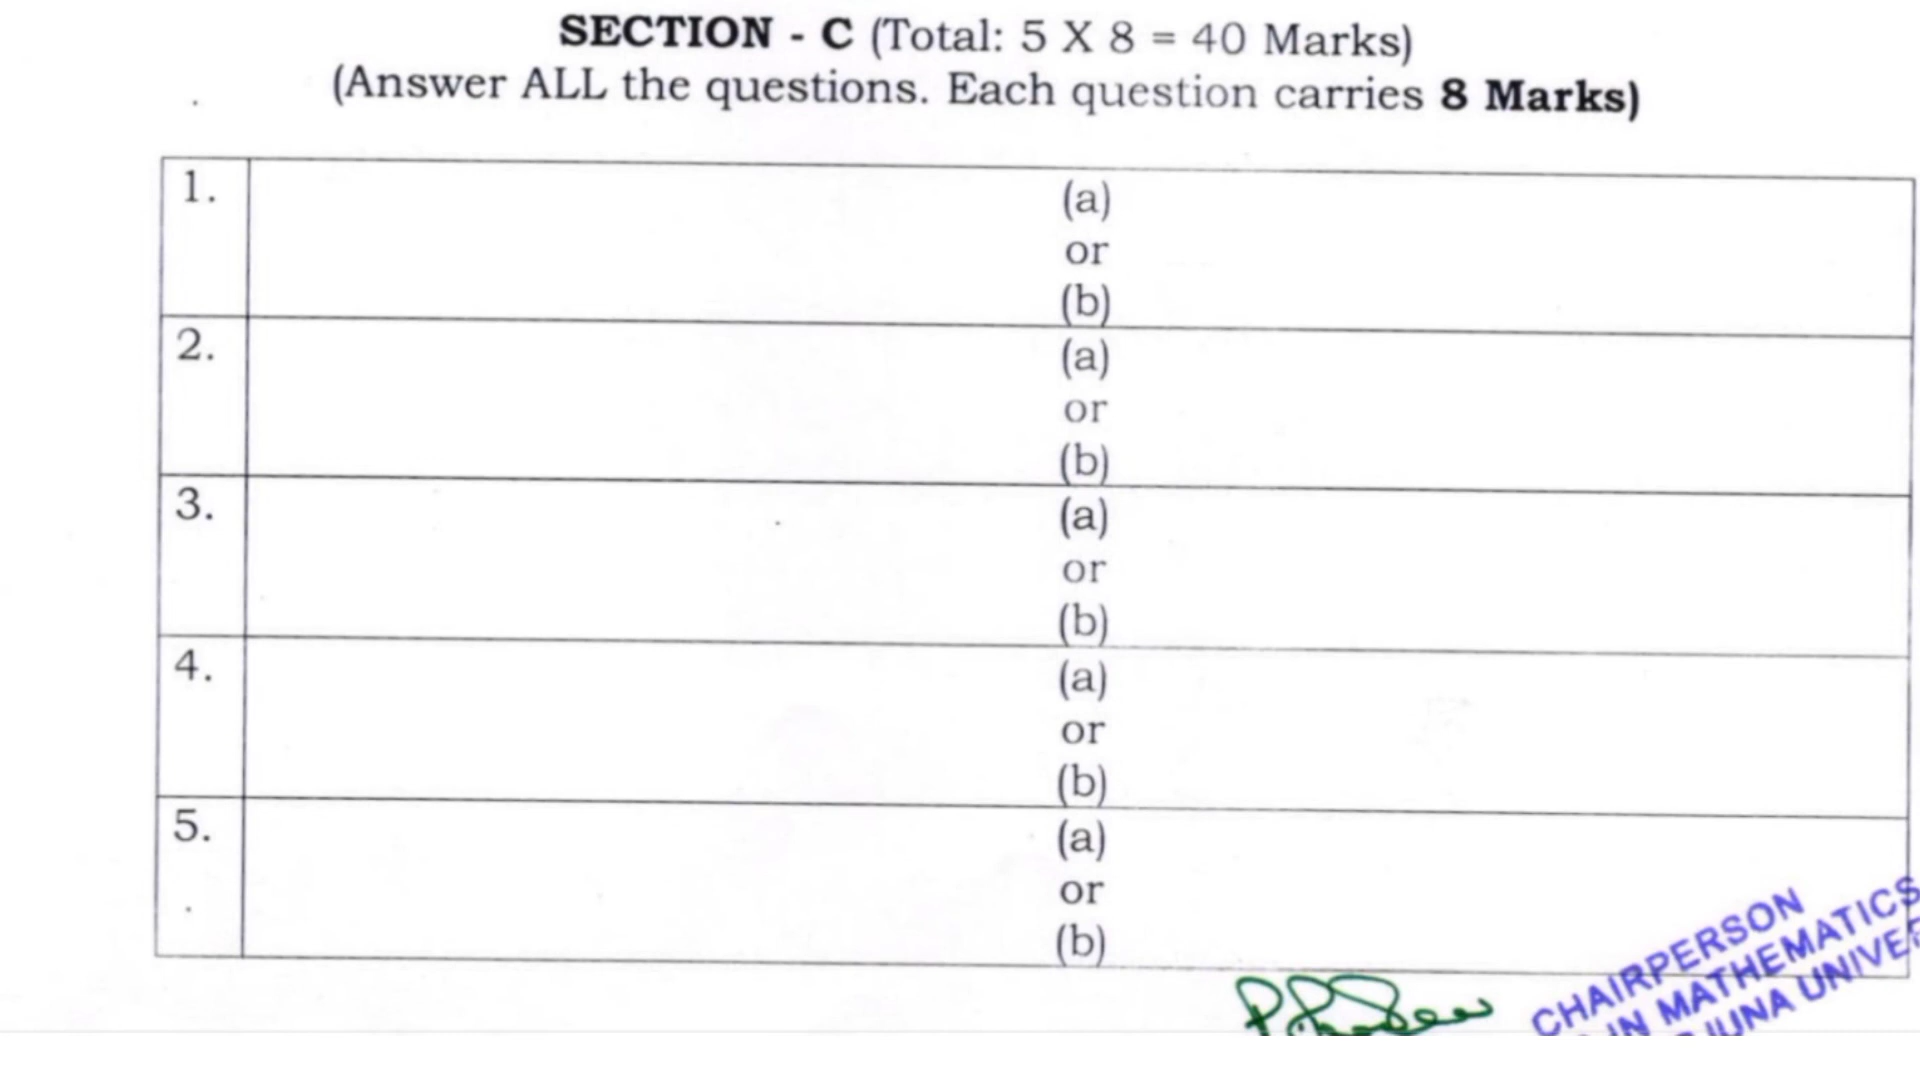 SECTION - C (Total: 5 X 8 = 40 Marks)
(Answer ALL the questions. Each question carries 8 Marks)
1.
(a)
or
(b)
2.
(a)
or
(b)
3.
(a)
or
(b)
4.
(a)
or
(b)
5.
(a)
or
(b)
CHAIRPERSON
IN MATHEMATICS